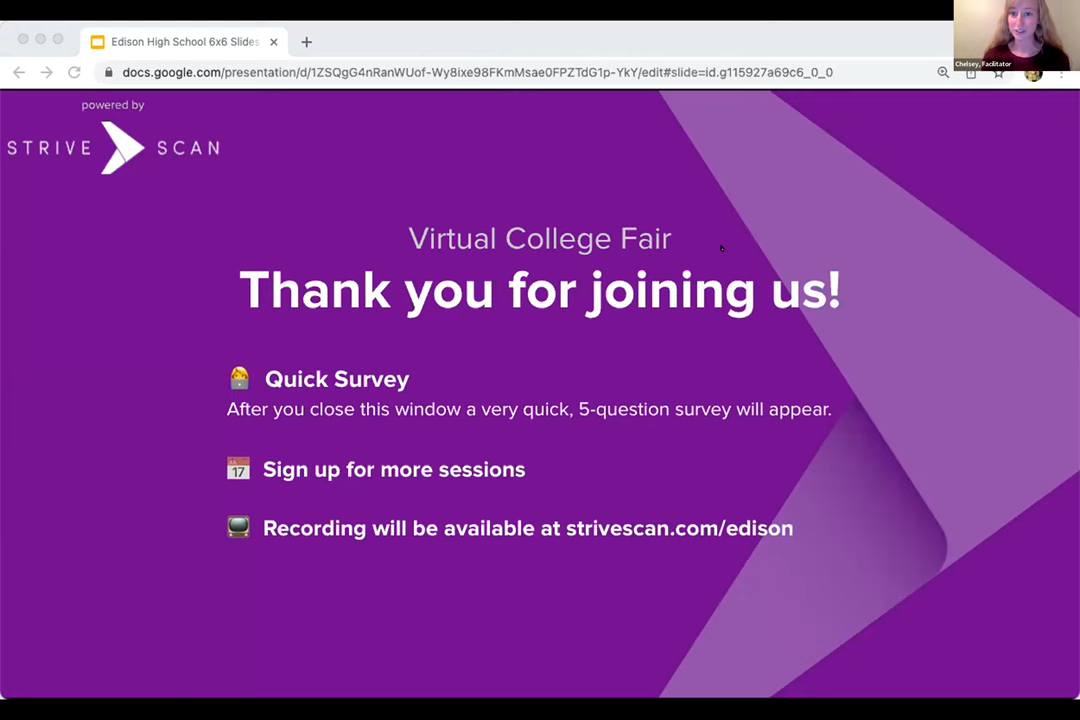 Edison High School 6x6 Slides
docs.google.com/presentation/d/1ZSQgG4nRanWUof-Wy8ixe98FKmMsae0FPZTdG1p-YkY/edit#slide=id.g115927a69c6_0_0
Chelsey, Facilitator
powered by
STRIVE SCAN
Virtual College Fair
Thank you for joining us!
Quick Survey
After you close this window a very quick, 5-question survey will appear.
17
Sign up for more sessions
Recording will be available at strivescan.com/edison